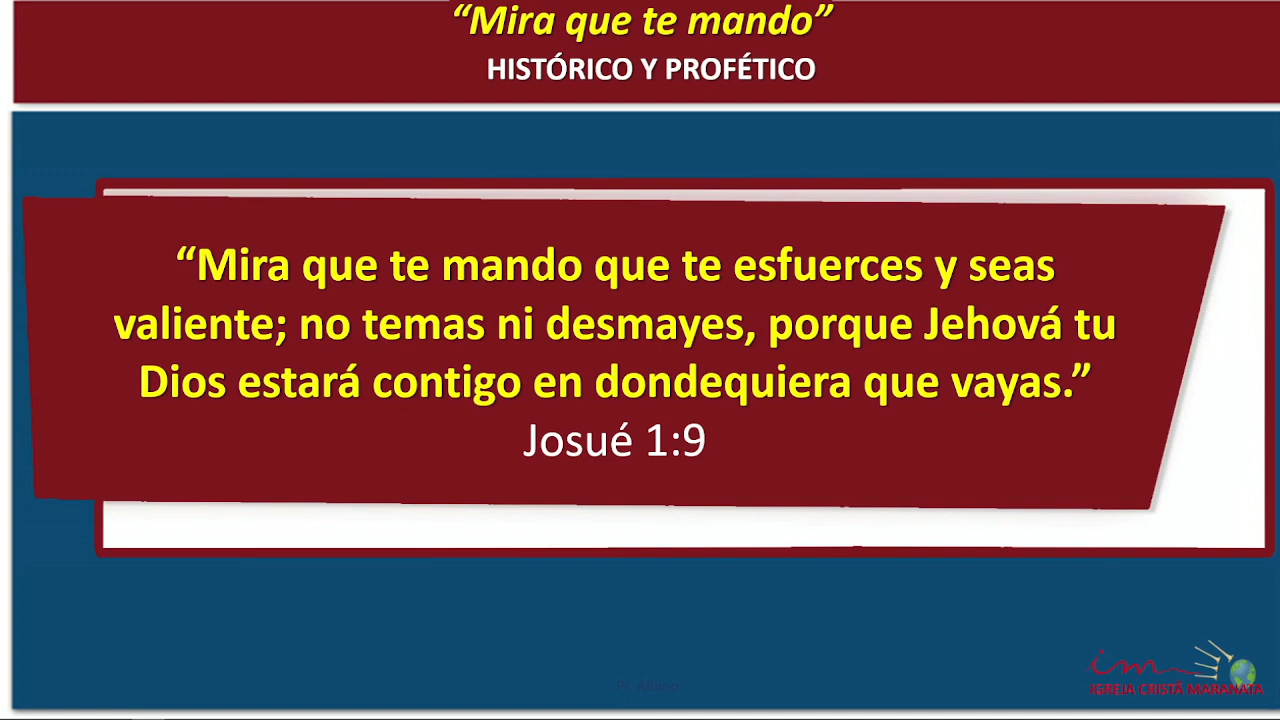 “Mira que te mando”
HISTÓRICO Y PROFÉTICO
“Mira que te mando que te esfuerces y seas
valiente; no temas ni desmayes, porque Jehová tu
Dios estará contigo en dondequiera que vayas.”
Josué 1:9
im
IGREJA CRISTÃ MARANATA